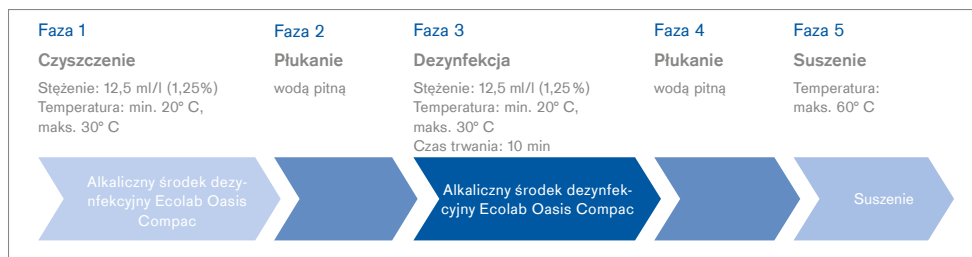 Faza 1
Czyszczenie
Stężenie: 12,5 ml/l (1,25%)
Temperatura: min. 20° C,
maks. 30° C
Alkaliczny środek dezy-
nfekcyjny Ecolab Oasis
Compac
Faza 2
Płukanie
wodą pitną
Faza 3
Dezynfekcja
Stężenie: 12,5 ml/l (1,25%)
Temperatura: min. 20° C,
maks. 30° C
Czas trwania: 10 min
Alkaliczny środek dezynfek-
cyjny Ecolab Oasis Compac
Faza 4
Płukanie
wodą pitną
Faza 5
Suszenie
Temperatura:
maks. 60° C
Suszenie